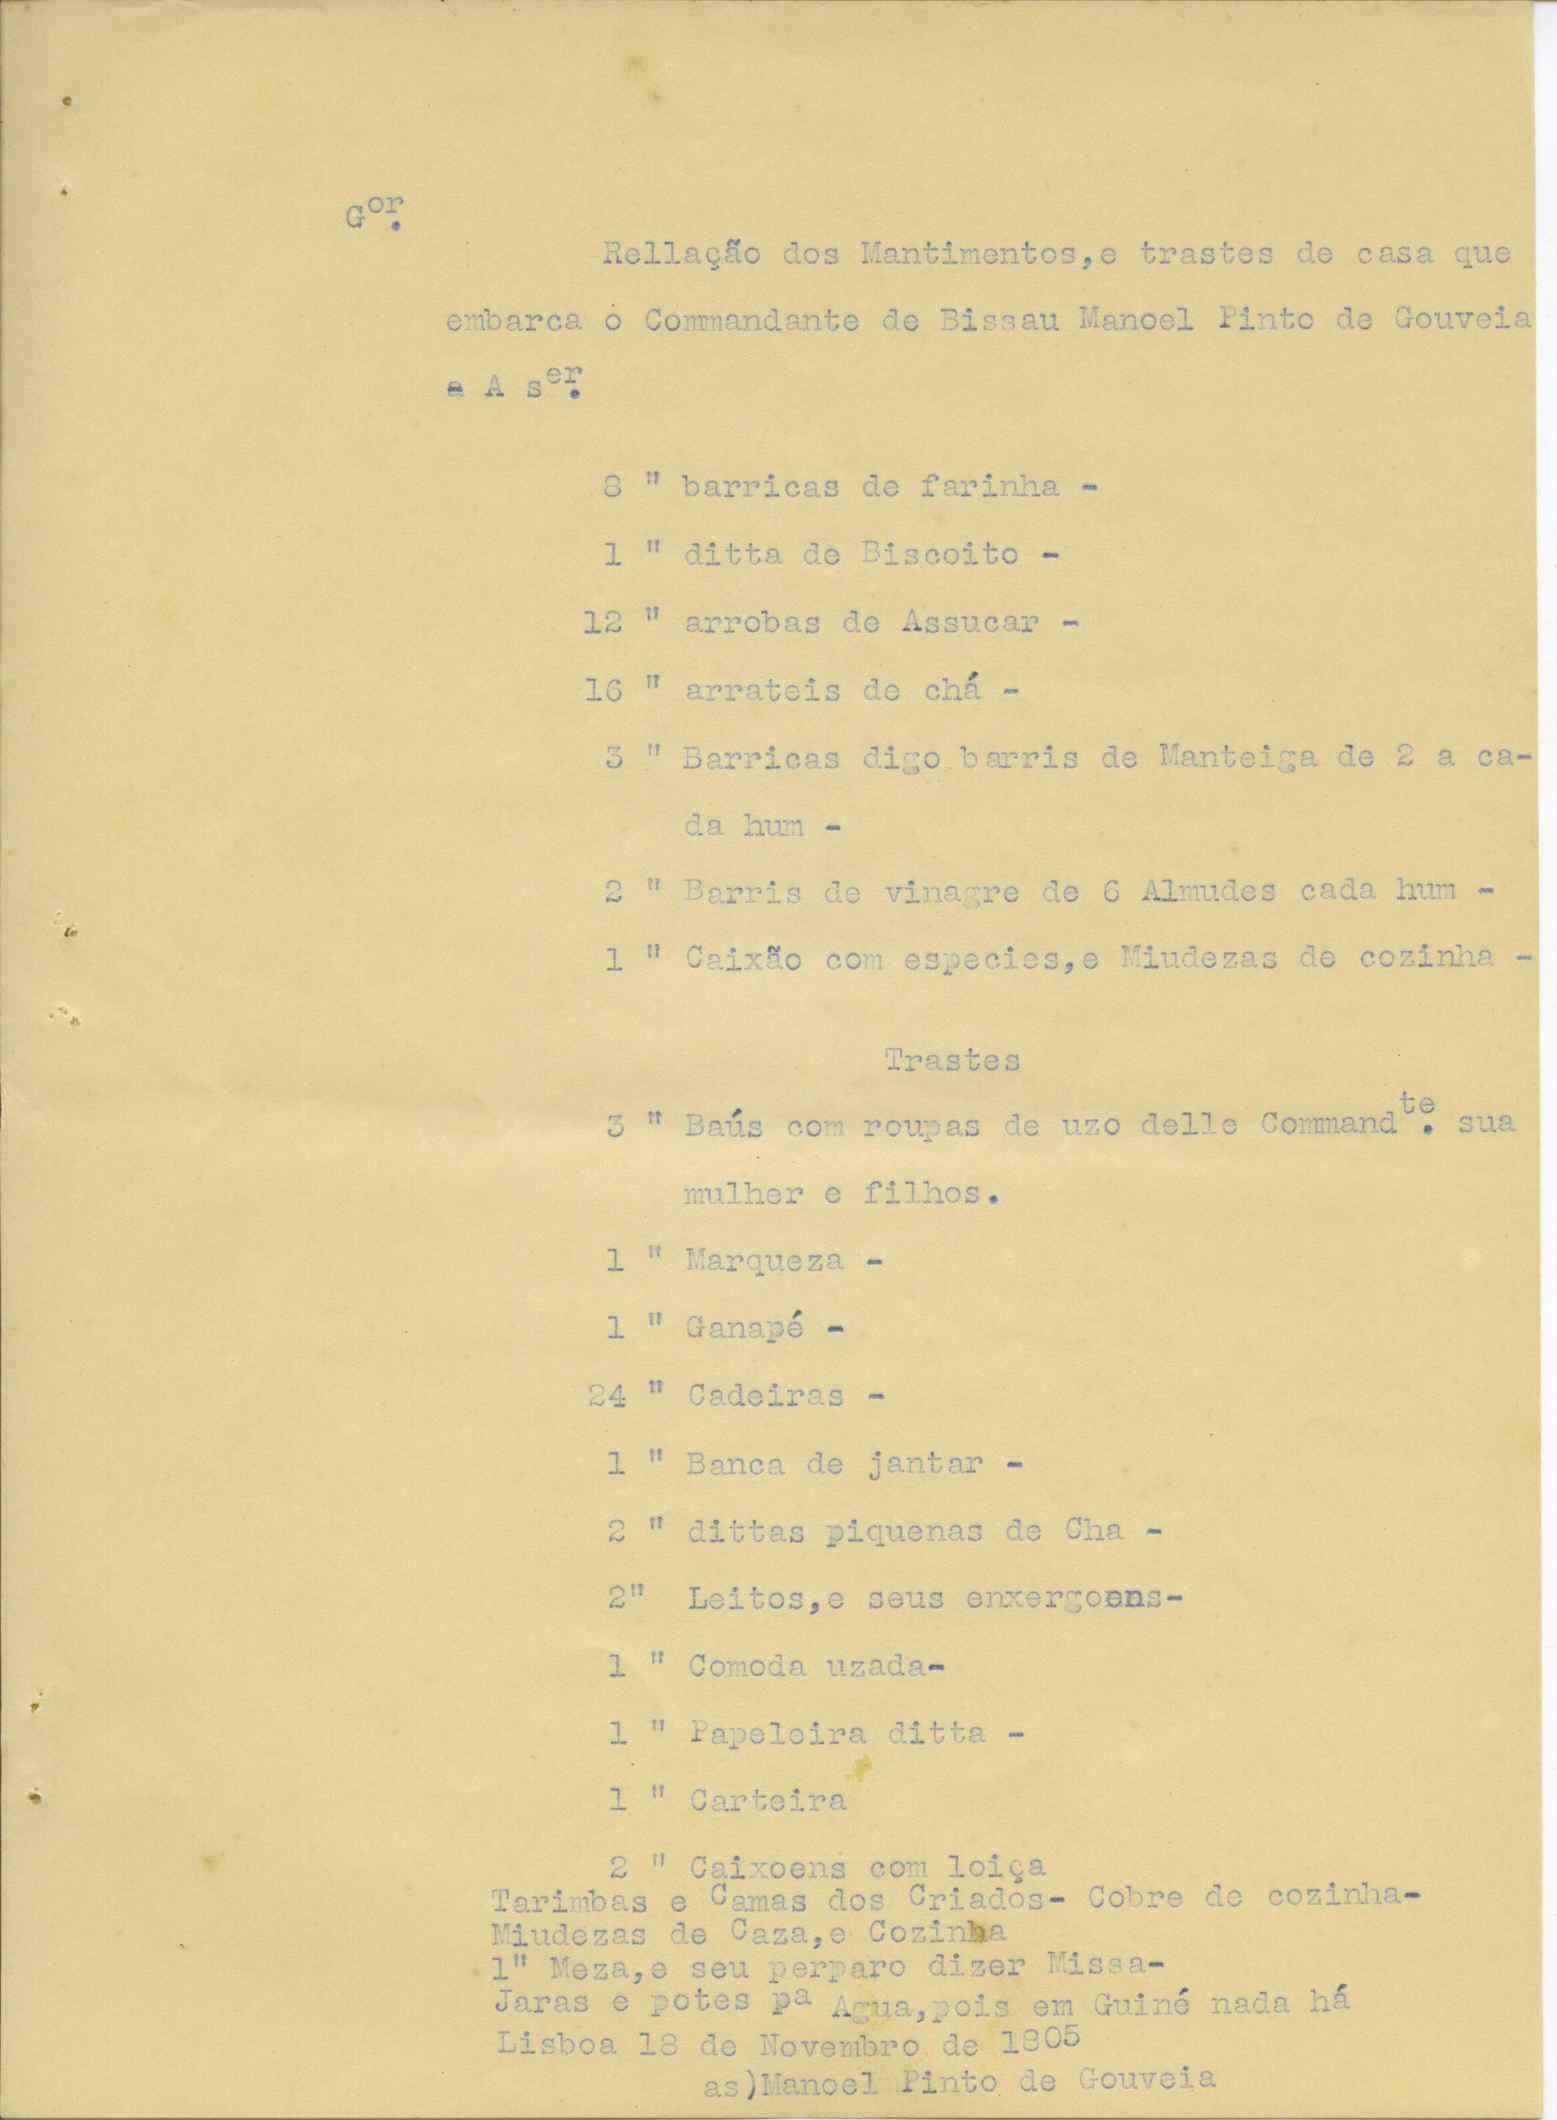 Gor.
Rellação dos Mantimentos,e trastes de casa que
embarca o Commandante de Bissau Manoel Pinto de Gouveia
a A ser.
8 " barricas de farinha -
1 " ditta de Biscoito -
12 " arrobas de Assucar -
16 " arrateis de chá -
3 " Barricas digo barris de Manteiga de 2 a ca-
da hum -
2 " Barris de vinagre de 6 Almudes cada hum -
1 " Caixão com especies,e Miudezas de cozinha -
Trastes
3 " Baús com roupas de uzo delle Commandte. sua
mulher e filhos.
1 " Marqueza -
1 " Ganapé -
24 " Cadeiras -
1 " Banca de jantar -
2 " dittas piquenas de Cha -
2" Leitos,e seus enxergoens-
1 " Comoda uzada-
1 " Papeleira ditta -
1 " Carteira
2 " Caixoens com loiça
Tarimbas e Camas dos Criados- Cobre de cozinha-
Miudezas de Caza,e Cozinha
1" Meza,e seu perparo dizer Missa-
Jaras e potes pa Agua,pois em Guiné nada há
Lisboa 18 de Novembro de 1805
as)Manoel Pinto de Gouveia